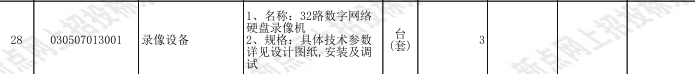 28 030507013001 录像设备 1、名称：32路数字网络硬盘录像机 2、规格：具体技术参数详见设计图纸,安装及调试 台(套) 3